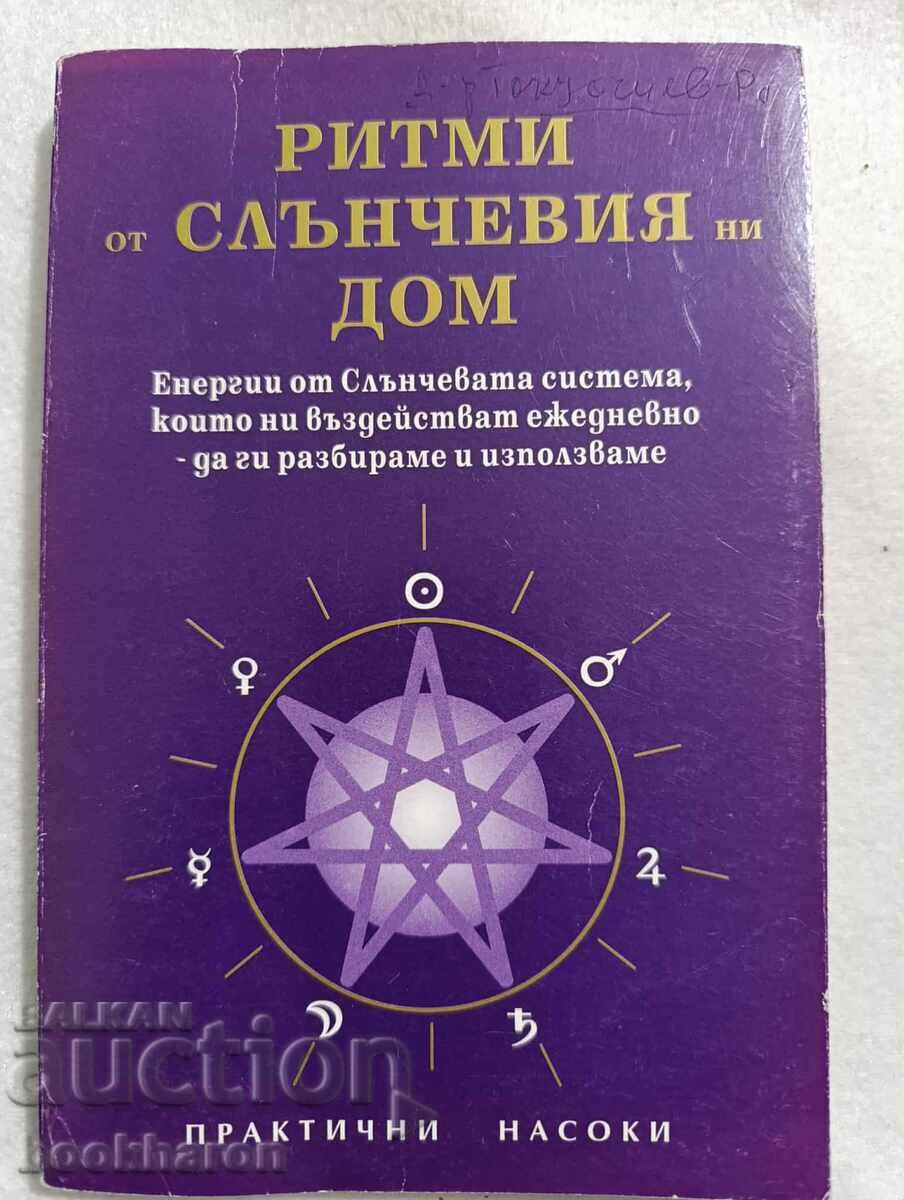 РИТМИ
от СЛЪНЧЕВИЯ ни
ДОМ
Енергии от Слънчевата система,
които ни въздействат ежедневно
- да ги разбираме и използваме
ПРАКТИЧНИ НАСОКИ
BALKAN
auction
bookharon